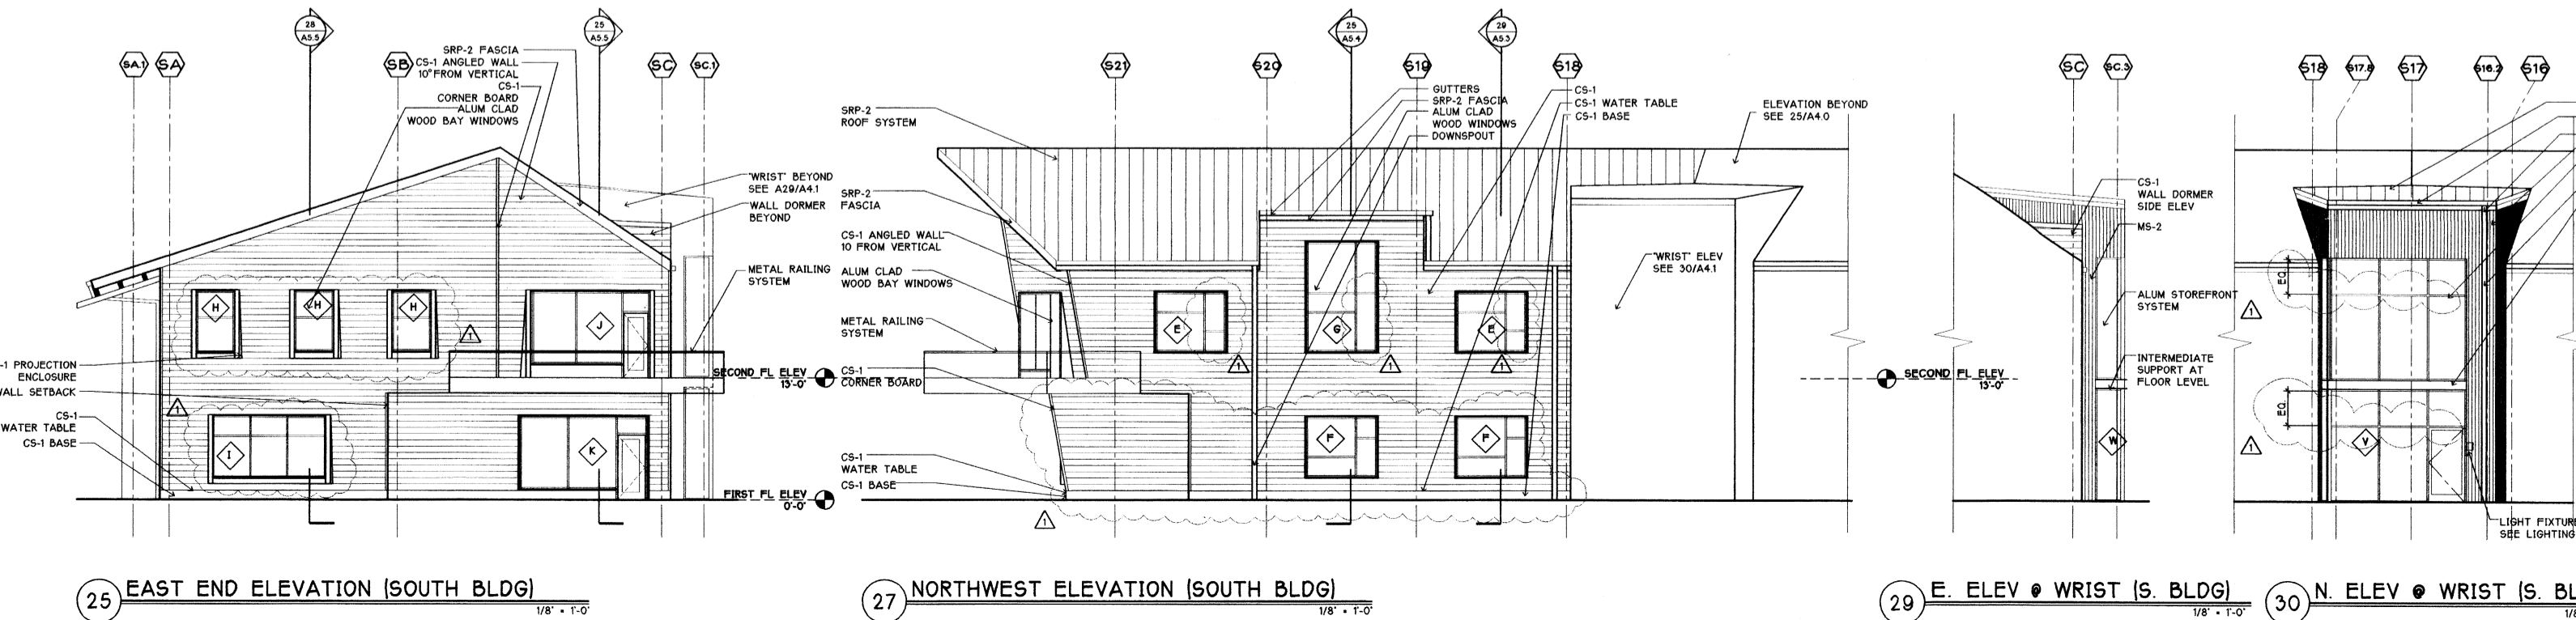 28
A5.5
25
A5.5
SA.1
SA
SB
SC
SC.1
SRP-2 FASCIA
CS-1 ANGLED WALL
10° FROM VERTICAL
CS-1
CORNER BOARD
ALUM CLAD
WOOD BAY WINDOWS
"WRIST" BEYOND
SEE A29/A4.1
WALL DORMER
BEYOND
METAL RAILING
SYSTEM
H
H
H
J
1
-1 PROJECTION
ENCLOSURE
WALL SETBACK
1
CS-1
WATER TABLE
CS-1 BASE
I
K
SECOND FL ELEV
13'-0"
FIRST FL ELEV
0'-0"
25
EAST END ELEVATION (SOUTH BLDG)
1/8" = 1'-0"
25
A5.4
29
A5.3
S21
S20
S19
S18
SRP-2
ROOF SYSTEM
GUTTERS
SRP-2 FASCIA
ALUM CLAD
WOOD WINDOWS
DOWNSPOUT
CS-1
CS-1 WATER TABLE
CS-1 BASE
ELEVATION BEYOND
SEE 25/A4.0
SRP-2
FASCIA
CS-1 ANGLED WALL
10 FROM VERTICAL
ALUM CLAD
WOOD BAY WINDOWS
METAL RAILING
SYSTEM
CS-1
CORNER BOARD
CS-1
WATER TABLE
CS-1 BASE
"WRIST" ELEV
SEE 30/A4.1
E
G
E
1
1
1
F
F
1
27
NORTHWEST ELEVATION (SOUTH BLDG)
1/8" = 1'-0"
SC
SC.3
CS-1
WALL DORMER
SIDE ELEV
MS-2
ALUM STOREFRONT
SYSTEM
INTERMEDIATE
SUPPORT AT
FLOOR LEVEL
SECOND FL ELEV
13'-0"
W
29
E. ELEV @ WRIST (S. BLDG)
1/8" = 1'-0"
S18
S17.8
S17
S16.2
S16
EQ.
1
EQ.
1
V
LIGHT FIXTURE
SEE LIGHTING
30
N. ELEV @ WRIST (S. BL
1/8